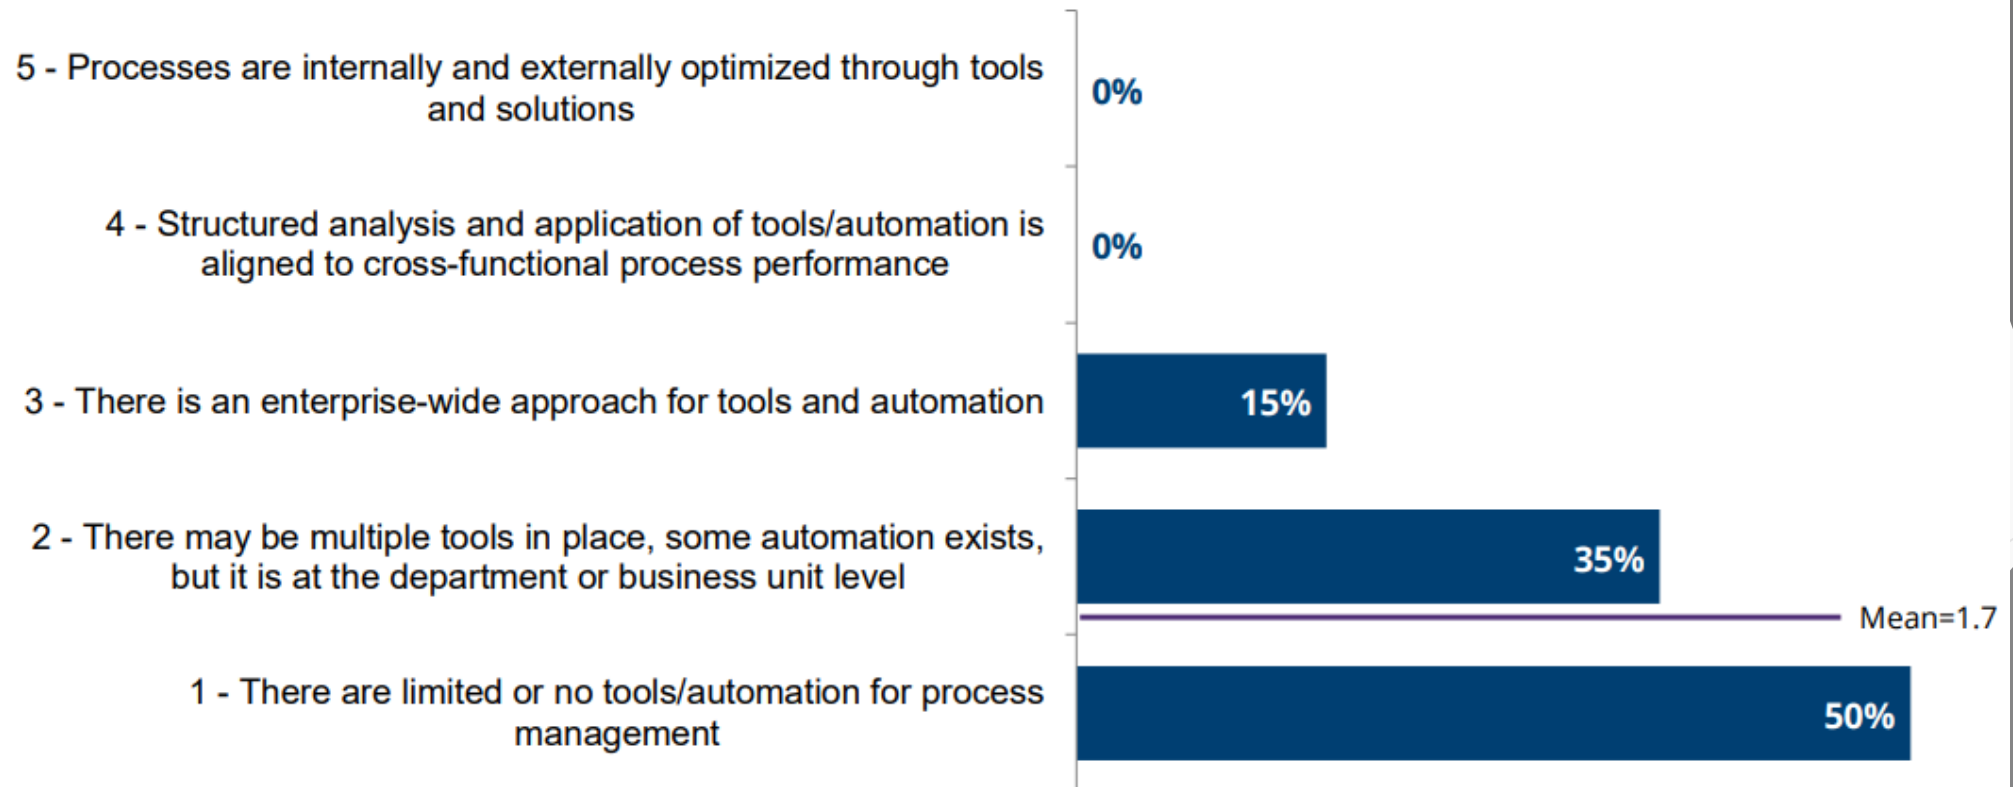 5 - Processes are internally and externally optimized through tools
and solutions
0%
4 - Structured analysis and application of tools/automation is
aligned to cross-functional process performance
0%
3 - There is an enterprise-wide approach for tools and automation
15%
2 - There may be multiple tools in place, some automation exists,
but it is at the department or business unit level
35%
Mean=1.7
1 - There are limited or no tools/automation for process
management
50%